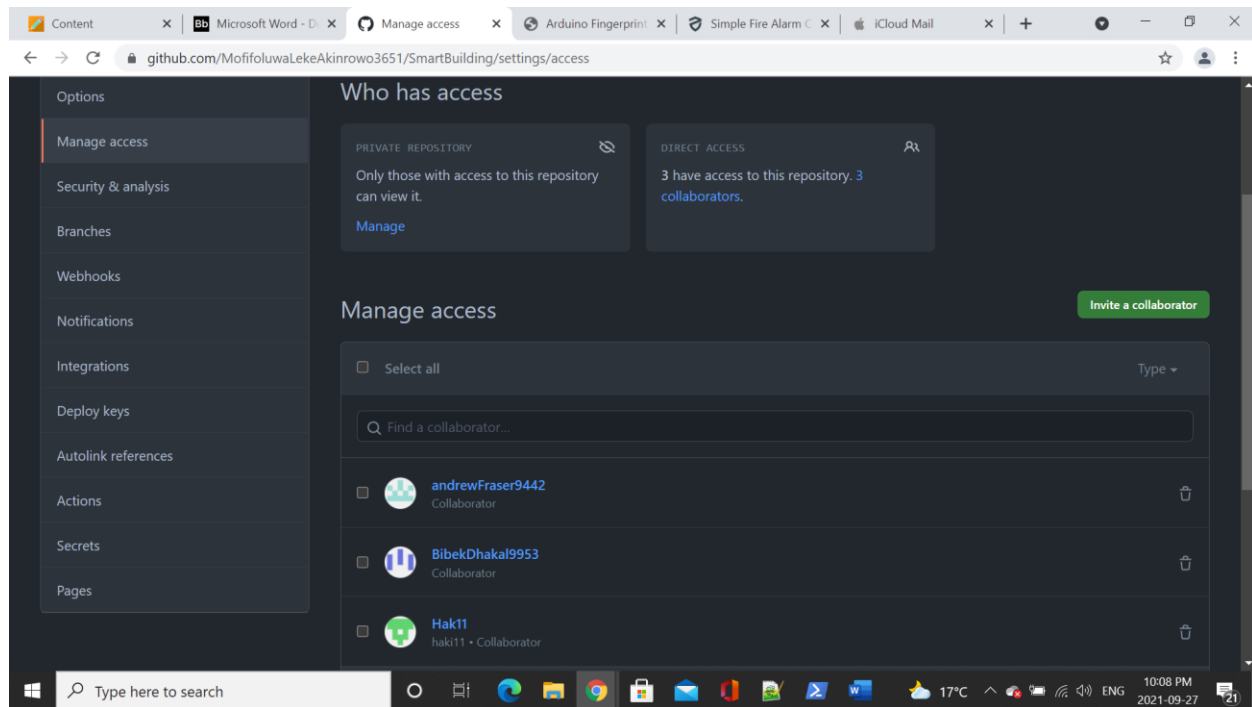 Content
Bb Microsoft Word - D
Manage access
Arduino Fingerprint
Simple Fire Alarm C
iCloud Mail
github.com/MofifoluwaLekeAkinrowo3651/SmartBuilding/settings/access
Options
Manage access
Security & analysis
Branches
Webhooks
Notifications
Integrations
Deploy keys
Autolink references
Actions
Secrets
Pages
Who has access
PRIVATE REPOSITORY
Only those with access to this repository
can view it.
Manage
DIRECT ACCESS
3 have access to this repository. 3
collaborators.
Manage access
Invite a collaborator
Select all
Type
Find a collaborator...
andrewFraser9442
Collaborator
BibekDhakal9953
Collaborator
Hak11
haki11 • Collaborator
Type here to search
17°C
ENG
10:08 PM
2021-09-27
21